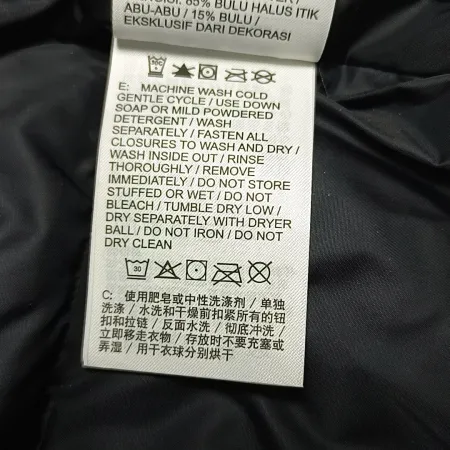 85% BULU HALUS ITIK
ABU-ABU / 15% BULU /
EKSKLUSIF DARI DEKORASI
E: MACHINE WASH COLD
GENTLE CYCLE / USE DOWN
SOAP OR MILD POWDERED
DETERGENT / WASH
SEPARATELY / FASTEN ALL
CLOSURES TO WASH AND DRY /
WASH INSIDE OUT / RINSE
THOROUGHLY / REMOVE
IMMEDIATELY / DO NOT STORE
STUFFED OR WET / DO NOT
BLEACH / TUMBLE DRY LOW /
DRY SEPARATELY WITH DRYER
BALL / DO NOT IRON / DO NOT
DRY CLEAN
30
C: 使用肥皂或中性洗涤剂 / 单独
洗涤 / 水洗和干燥前扣紧所有的钮
扣和拉链 / 反面水洗 / 彻底冲洗 /
立即移走衣物 / 存放时不要充塞或
弄湿 / 用干衣球分别烘干